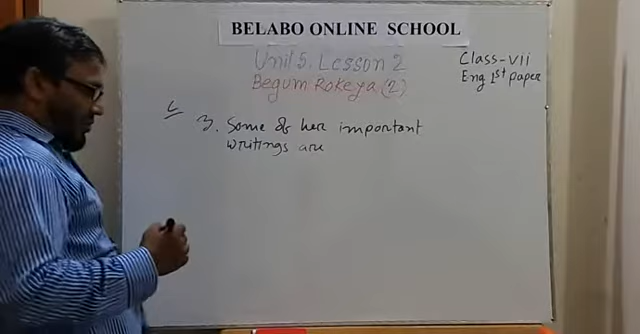 BELABO ONLINE SCHOOL
Unit 5. Lesson 2
Begum Rokeya (2)
Class-vii
Eng 1st paper
3. Some of her important
writings are